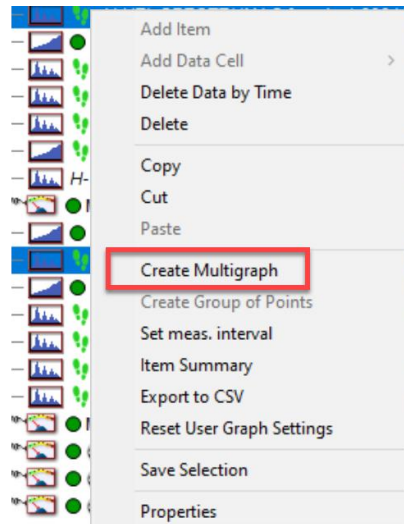 Add Item
Add Data Cell
Delete Data by Time
Delete
H-
Copy
Cut
Paste
Create Multigraph
Create Group of Points
Set meas. interval
Item Summary
Export to CSV
Reset User Graph Settings
Save Selection
Properties